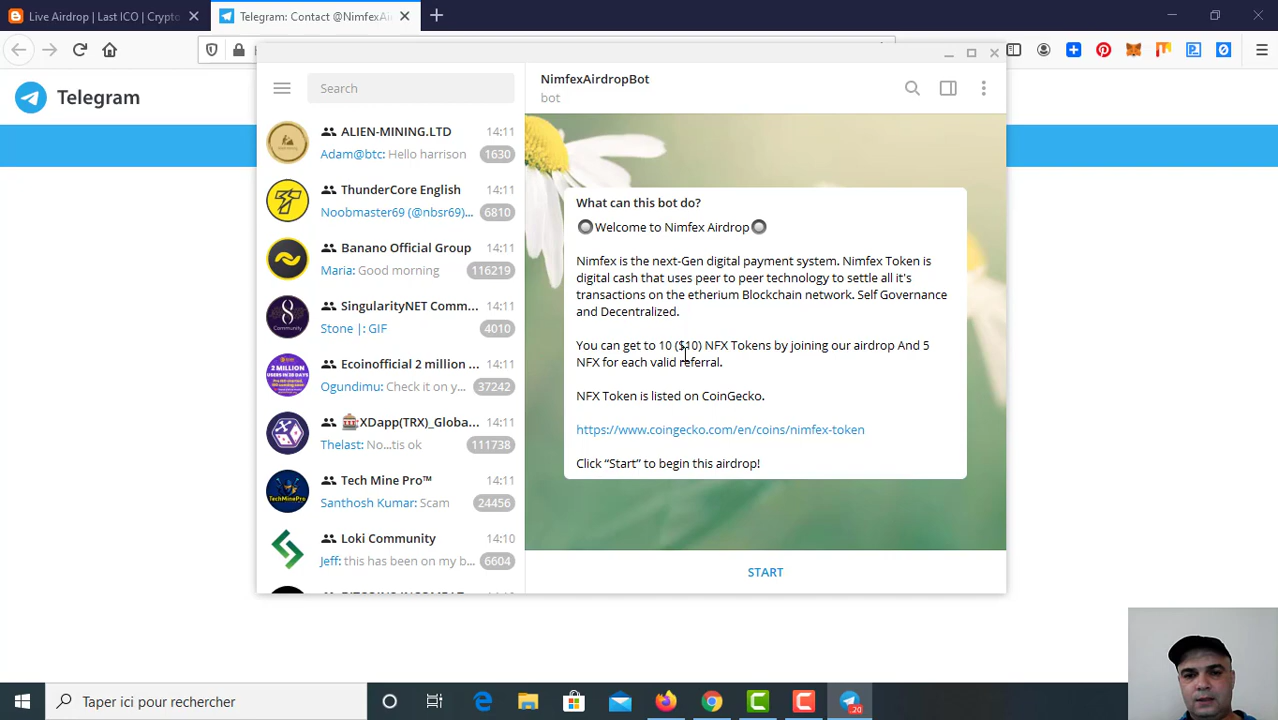 Live Airdrop | Last ICO | Crypto
Telegram: Contact @NimfexAi
Telegram
Search
NimfexAirdropBot
bot
ALIEN-MINING.LTD 14:11
Adam@btc: Hello harrison 1630
ThunderCore English 14:11
Noobmaster69 (@nbsr69)... 6810
Banano Official Group 14:11
Maria: Good morning 116219
SingularityNET Comm... 14:11
Stone |: GIF 4010
Ecoinofficial 2 million ... 14:11
Ogundimu: Check it on y... 37242
XDapp(TRX)_Globa... 14:11
Thelast: No...tis ok 111738
Tech Mine Pro™ 14:11
Santhosh Kumar: Scam 24456
Loki Community 14:10
Jeff: this has been on my b... 6604
What can this bot do?
🔘Welcome to Nimfex Airdrop🔘
Nimfex is the next-Gen digital payment system. Nimfex Token is
digital cash that uses peer to peer technology to settle all it's
transactions on the etherium Blockchain network. Self Governance
and Decentralized.
You can get to 10 ($10) NFX Tokens by joining our airdrop And 5
NFX for each valid referral.
NFX Token is listed on CoinGecko.
https://www.coingecko.com/en/coins/nimfex-token
Click “Start” to begin this airdrop!
START
Taper ici pour rechercher
20